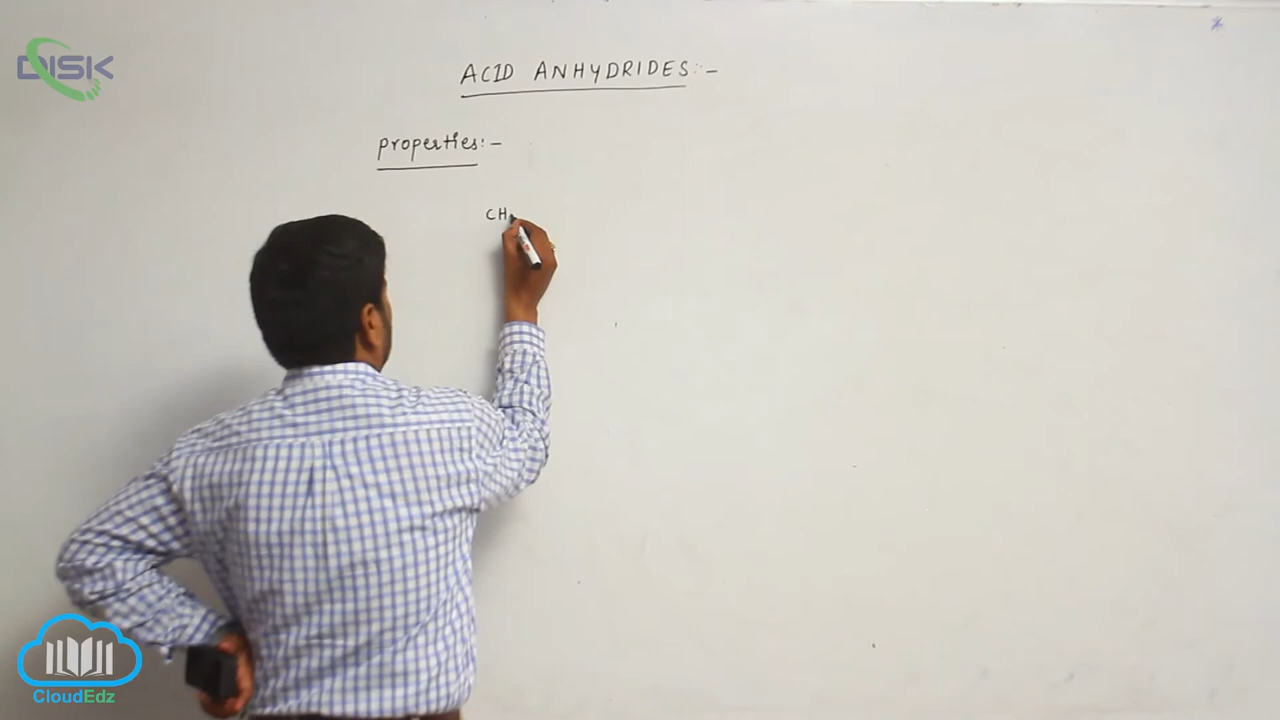 DISK
ACID ANHYDRIDES:-
properties:-
CH
CloudEdz